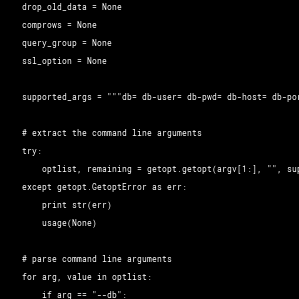 drop_old_data = None
comprows = None
query_group = None
ssl_option = None
supported_args = """db= db-user= db-pwd= db-host= db-po
# extract the command line arguments
try:
optlist, remaining = getopt.getopt(argv[1:], "", sup
except getopt.GetoptError as err:
print str(err)
usage(None)
# parse command line arguments
for arg, value in optlist:
if arg == "--db":